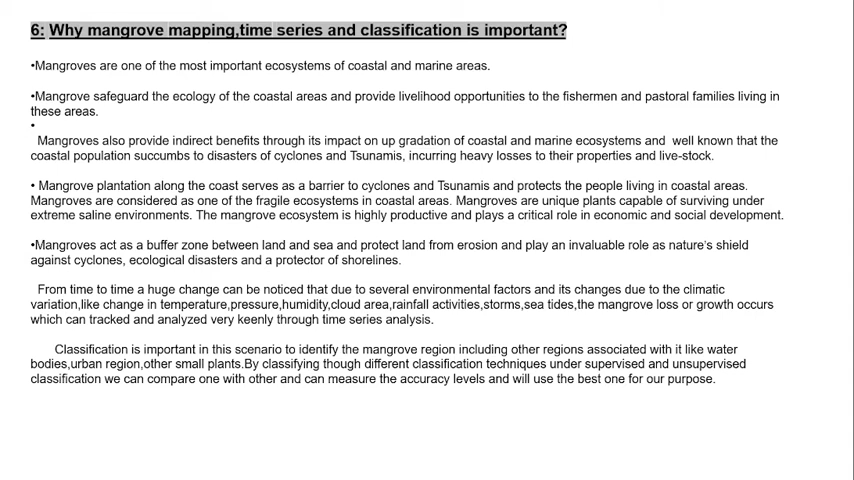 6: Why mangrove mapping,time series and classification is important?
•Mangroves are one of the most important ecosystems of coastal and marine areas.
•Mangrove safeguard the ecology of the coastal areas and provide livelihood opportunities to the fishermen and pastoral families living in
these areas.
•
Mangroves also provide indirect benefits through its impact on up gradation of coastal and marine ecosystems and well known that the
coastal population succumbs to disasters of cyclones and Tsunamis, incurring heavy losses to their properties and live-stock.
• Mangrove plantation along the coast serves as a barrier to cyclones and Tsunamis and protects the people living in coastal areas.
Mangroves are considered as one of the fragile ecosystems in coastal areas. Mangroves are unique plants capable of surviving under
extreme saline environments. The mangrove ecosystem is highly productive and plays a critical role in economic and social development.
•Mangroves act as a buffer zone between land and sea and protect land from erosion and play an invaluable role as nature's shield
against cyclones, ecological disasters and a protector of shorelines.
From time to time a huge change can be noticed that due to several environmental factors and its changes due to the climatic
variation,like change in temperature,pressure,humidity,cloud area,rainfall activities,storms,sea tides,the mangrove loss or growth occurs
which can tracked and analyzed very keenly through time series analysis.
Classification is important in this scenario to identify the mangrove region including other regions associated with it like water
bodies,urban region,other small plants.By classifying though different classification techniques under supervised and unsupervised
classification we can compare one with other and can measure the accuracy levels and will use the best one for our purpose.